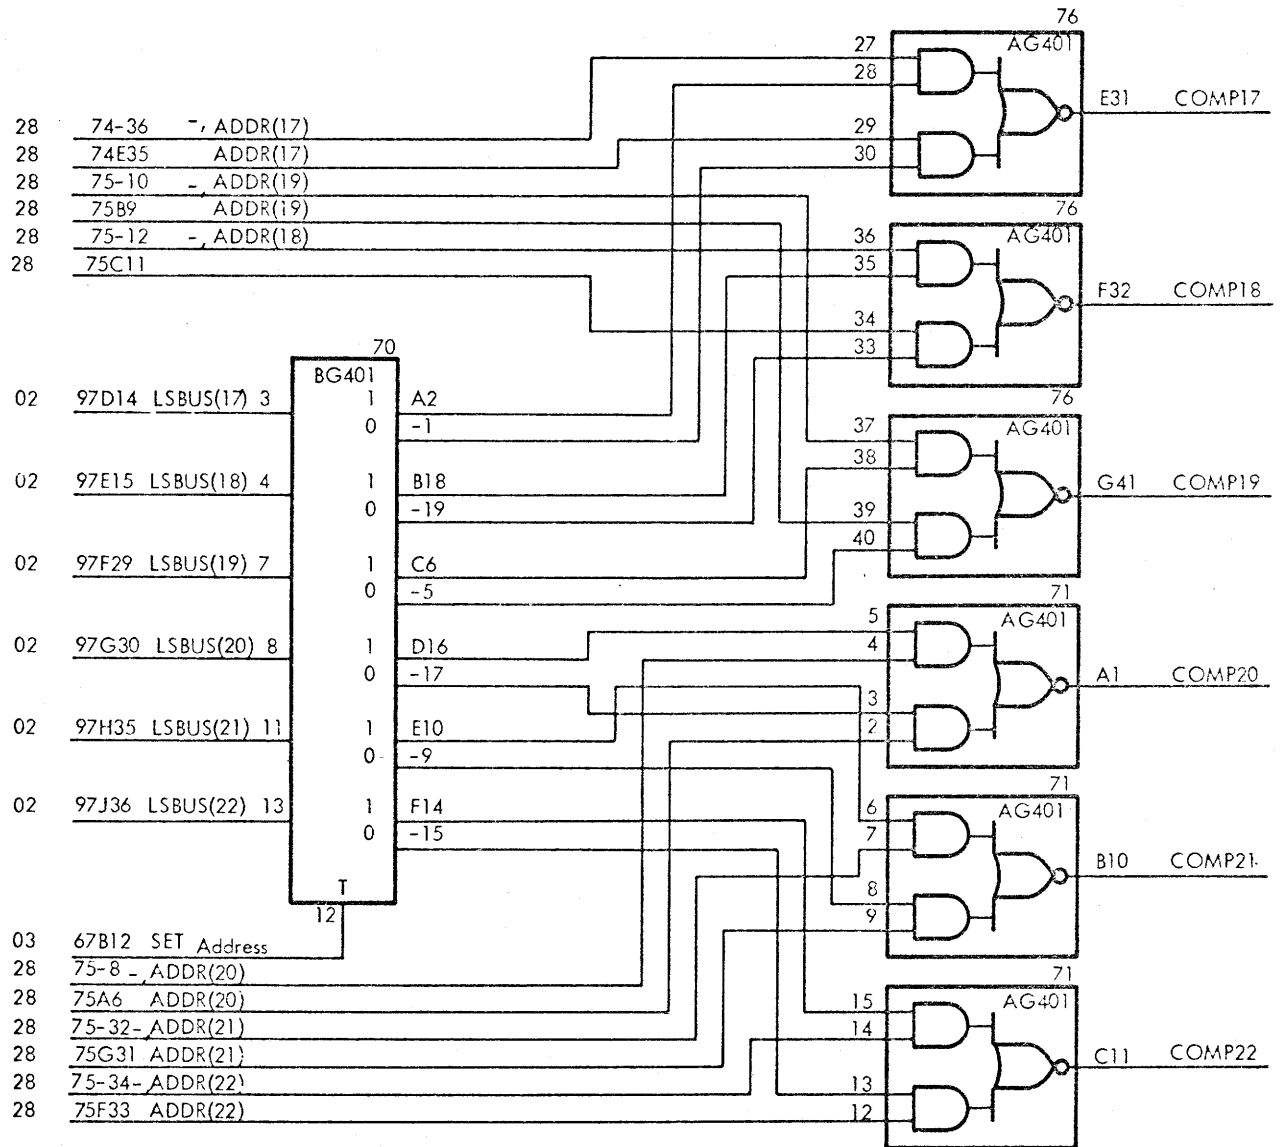 76
27 AG401
28
E31 COMP17
28 74-36 ¬, ADDR(17)
29
28 74E35 ADDR(17)
30
28 75-10 -, ADDR(19)
28 75B9 ADDR(19)
76
28 75-12 -, ADDR(18)
36 AG401
28 75C11
35
F32 COMP18
34
33
70
BG401
02 97D14 LSBUS(17) 3 1 A2
0 -1
76
37 AG401
38
02 97E15 LSBUS(18) 4 1 B18
G41 COMP19
0 -19
39
40
02 97F29 LSBUS(19) 7 1 C6
0 -5
71
5 AG401
4
02 97G30 LSBUS(20) 8 1 D16
0 -17
A1 COMP20
3
2
02 97H35 LSBUS(21) 11 1 E10
0 -9
71
02 97J36 LSBUS(22) 13 1 F14
0 -15
6 AG401
7
B10 COMP21
T
12
8
9
03 67B12 SET Address
28 75-8 -, ADDR(20)
71
28 75A6 ADDR(20)
15 AG401
28 75-32-, ADDR(21)
14
28 75G31 ADDR(21)
C11 COMP22
28 75-34-, ADDR(22)
13
28 75F33 ADDR(22)
12